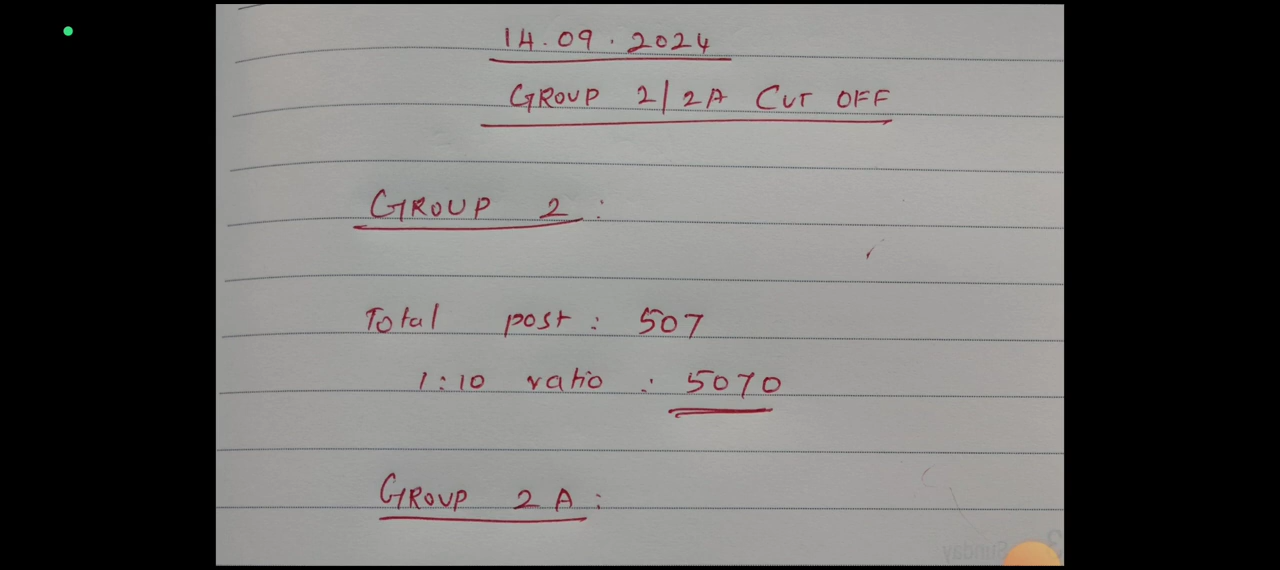 14.09.2024
GROUP 2/2A CUT OFF
GROUP 2:
Total post: 507
1:10 ratio: 5070
GROUP 2A:
Sunday